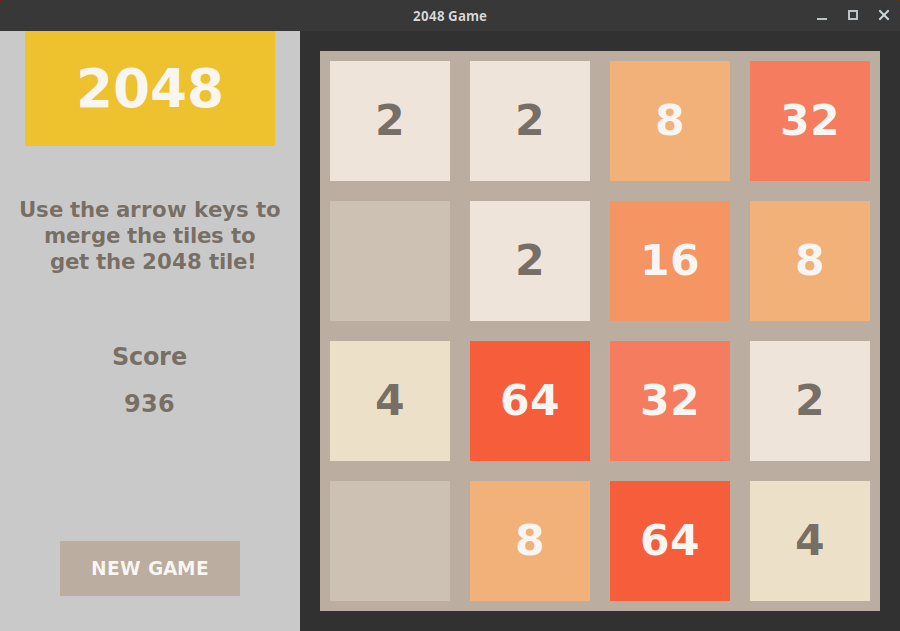 2048 Game
2048
Use the arrow keys to
merge the tiles to
get the 2048 tile!
Score
936
NEW GAME
2 2 8 32
2 16 8
4 64 32 2
8 64 4